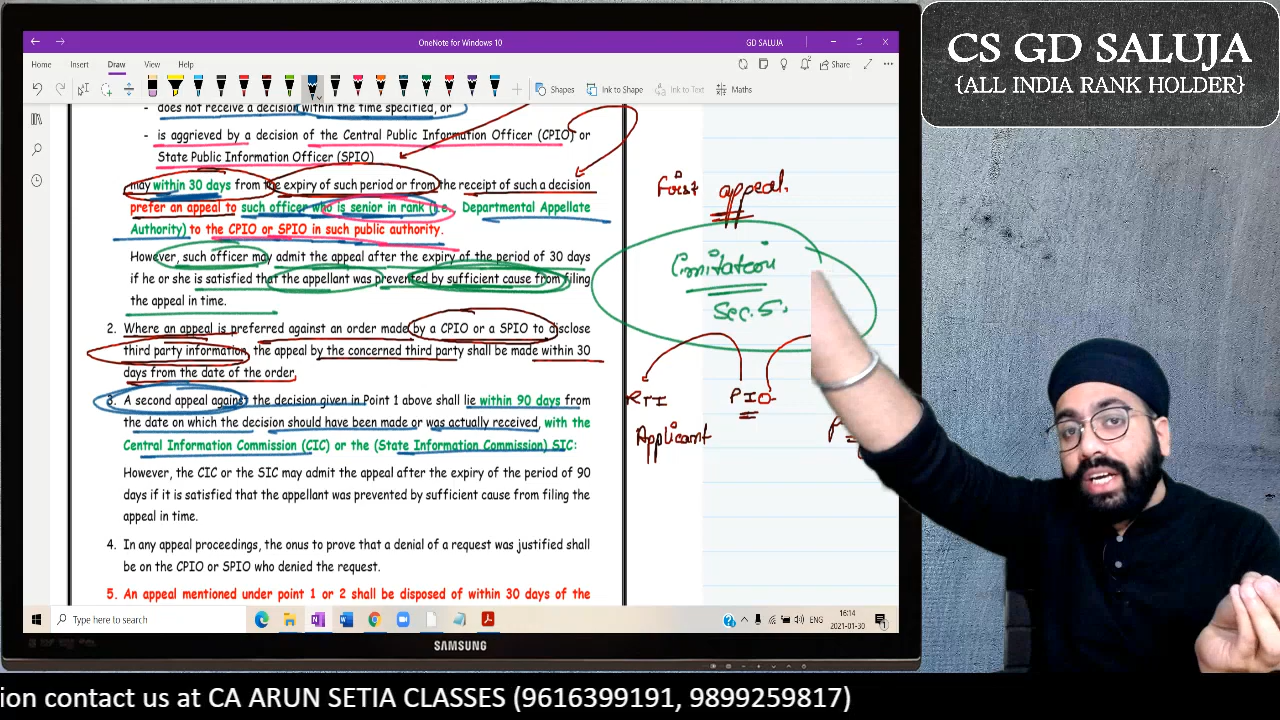 CS GD SALUJA
{ALL INDIA RANK HOLDER}
OneNote for Windows 10
GD SALUJA
Home Insert Draw View Help
Share
Shapes Ink to Shape Ink to Text Maths
does not receive a decision within the time specified, or
- is aggrieved by a decision of the Central Public Information Officer (CPIO) or
State Public Information Officer (SPIO)
may within 30 days from the expiry of such period or from the receipt of such a decision
prefer an appeal to such officer who is senior in rank (i.e. Departmental Appellate
Authority) to the CPIO or SPIO in such public authority.
However, such officer may admit the appeal after the expiry of the period of 30 days
if he or she is satisfied that the appellant was prevented by sufficient cause from filing
the appeal in time.
2. Where an appeal is preferred against an order made by a CPIO or a SPIO to disclose
third party information, the appeal by the concerned third party shall be made within 30
days from the date of the order.
3. A second appeal against the decision given in Point 1 above shall lie within 90 days from
the date on which the decision should have been made or was actually received, with the
Central Information Commission (CIC) or the (State Information Commission) SIC:
However, the CIC or the SIC may admit the appeal after the expiry of the period of 90
days if it is satisfied that the appellant was prevented by sufficient cause from filing the
appeal in time.
4. In any appeal proceedings, the onus to prove that a denial of a request was justified shall
be on the CPIO or SPIO who denied the request.
5. An appeal mentioned under point 1 or 2 shall be disposed of within 30 days of the
First appeal.
Limitation
Sec. 5.
RTI PIO
Applicant
Type here to search
ENG
16:14
2021-01-30
SAMSUNG
ion contact us at CA ARUN SETIA CLASSES (9616399191, 9899259817)